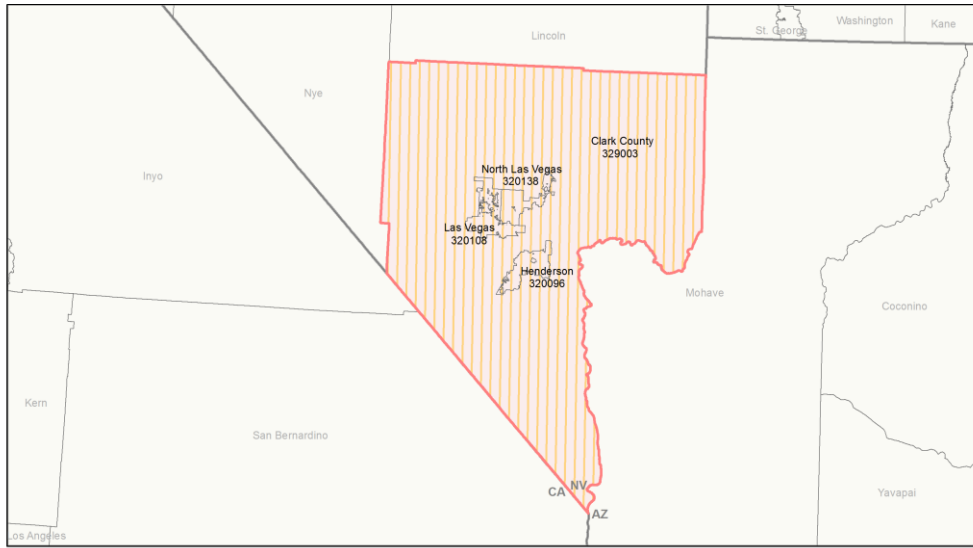 Washington
Kane
St. George
Lincoln
Nye
Clark County
329003
North Las Vegas
320138
Inyo
Las Vegas
320108
Henderson
320096
Mohave
Coconino
Kern
San Bernardino
CA
NV
AZ
Yavapai
Los Angeles